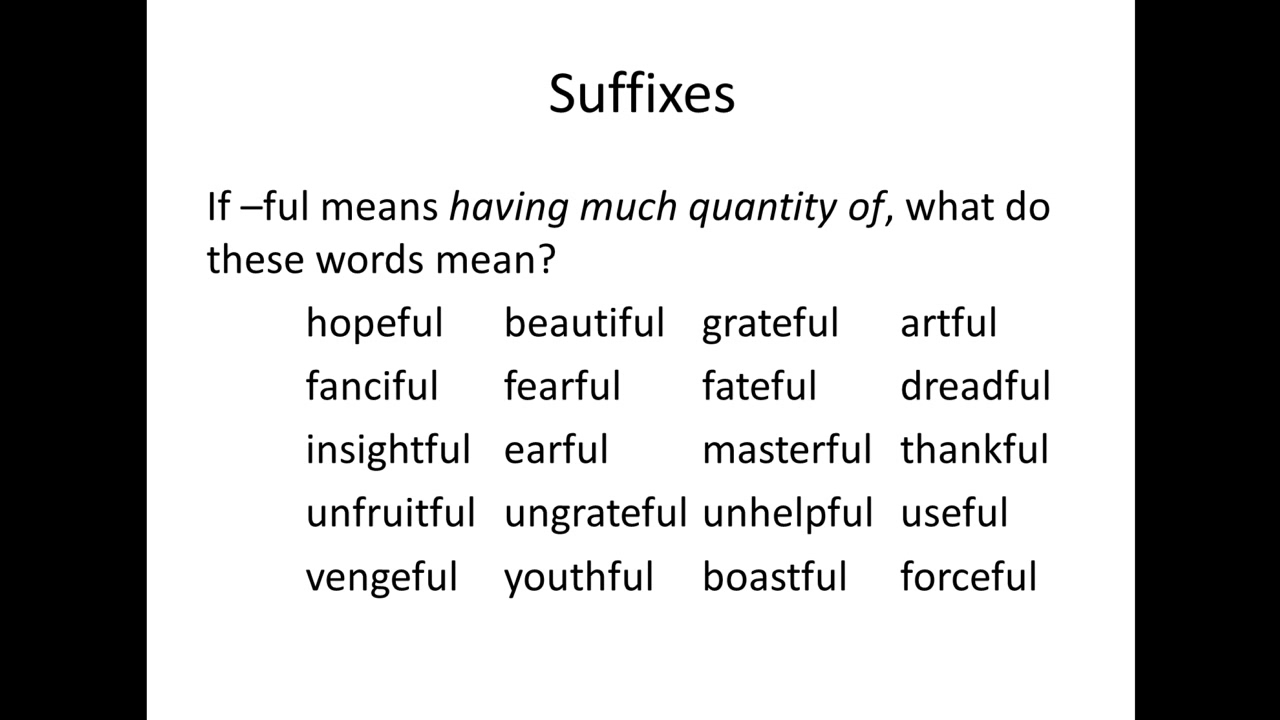 Suffixes
If –ful means having much quantity of, what do
these words mean?
hopeful beautiful grateful artful
fanciful fearful fateful dreadful
insightful earful masterful thankful
unfruitful ungrateful unhelpful useful
vengeful youthful boastful forceful